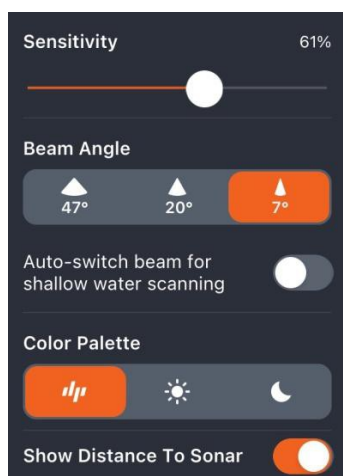 Sensitivity 61%
Beam Angle
47° 20° 7°
Auto-switch beam for
shallow water scanning
Color Palette
Show Distance To Sonar